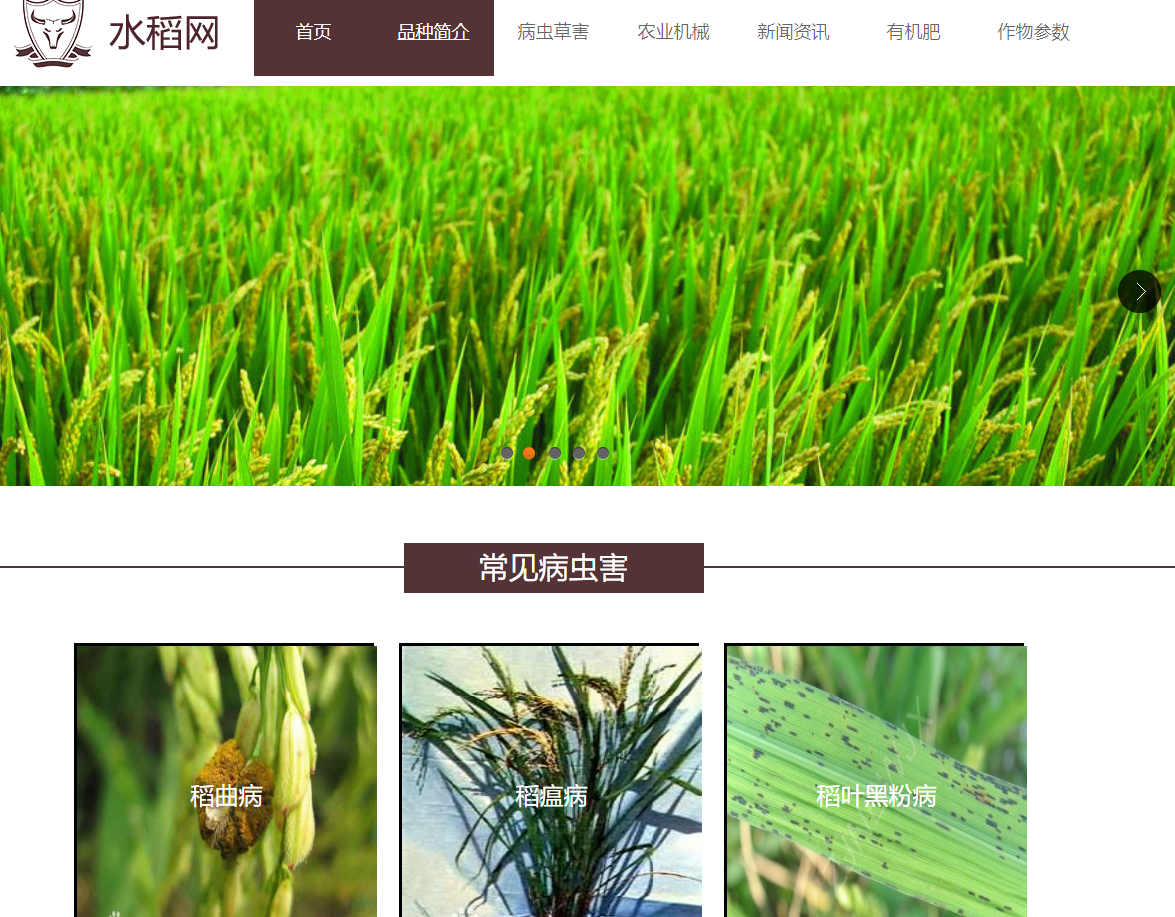 水稻网
首页
品种简介
病虫草害
农业机械
新闻资讯
有机肥
作物参数
常见病虫害
稻曲病
稻瘟病
稻叶黑粉病